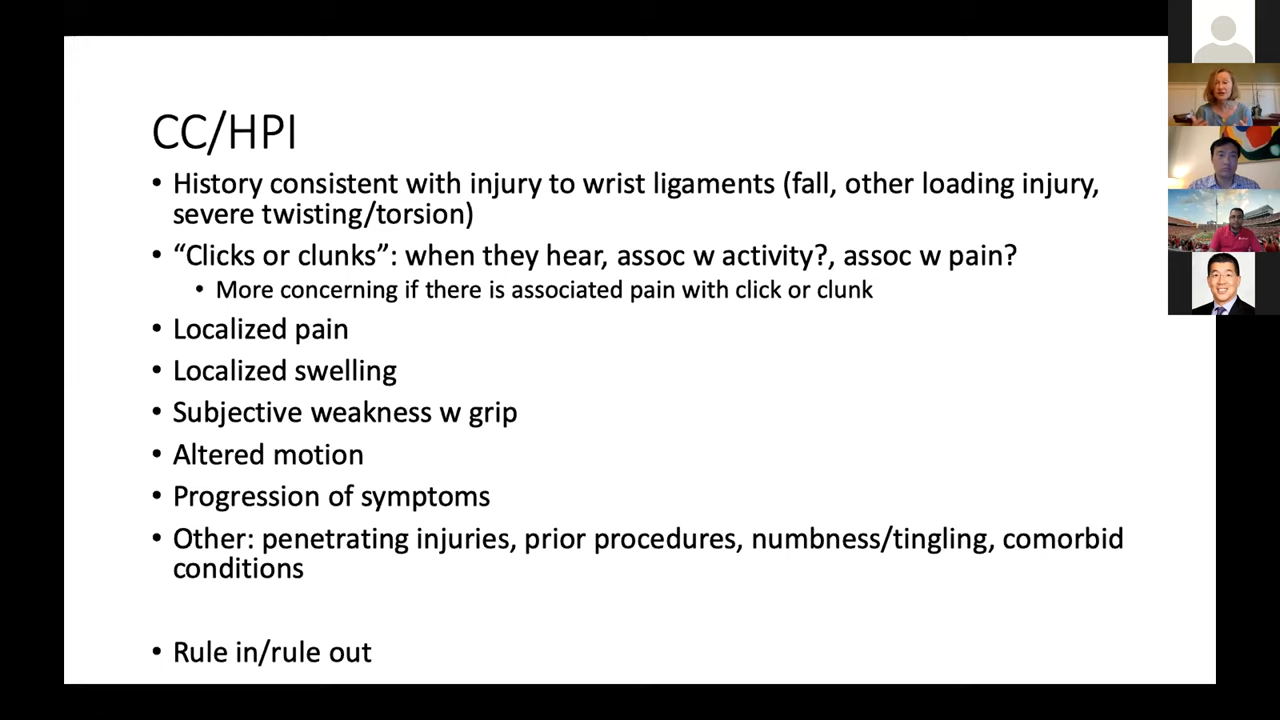 CC/HPI
• History consistent with injury to wrist ligaments (fall, other loading injury,
severe twisting/torsion)
• “Clicks or clunks”: when they hear, assoc w activity?, assoc w pain?
• More concerning if there is associated pain with click or clunk
• Localized pain
• Localized swelling
• Subjective weakness w grip
• Altered motion
• Progression of symptoms
• Other: penetrating injuries, prior procedures, numbness/tingling, comorbid
conditions
• Rule in/rule out